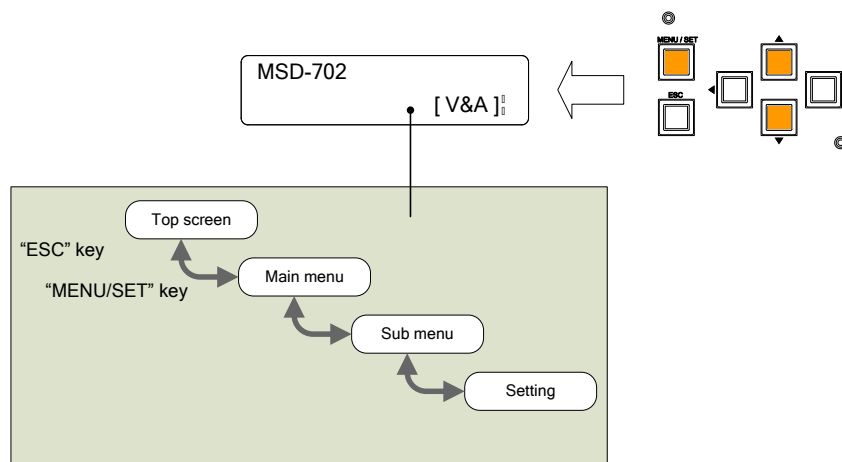 MENU / SET
MSD-702
[ V&A ]
ESC
Top screen
“ESC” key
Main menu
“MENU/SET” key
Sub menu
Setting